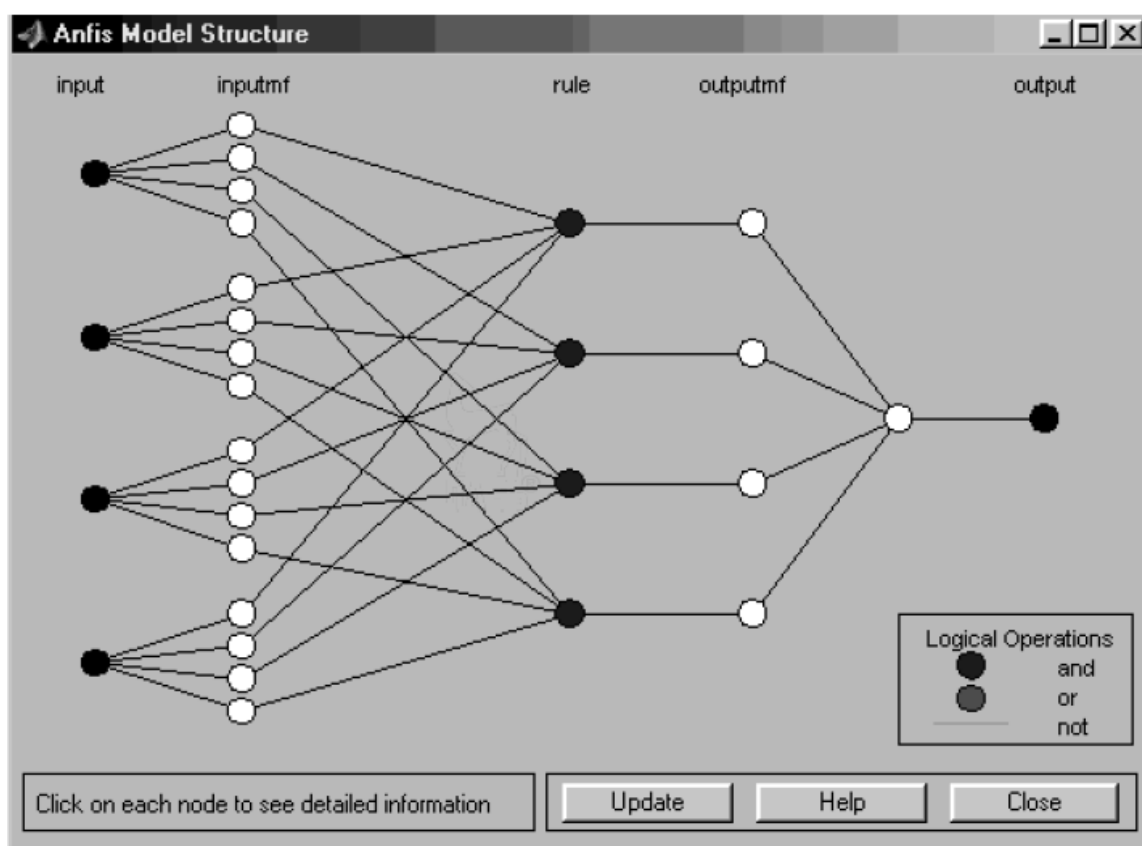 Anfis Model Structure
input inputmf rule outputmf output
Logical Operations
and
or
not
Click on each node to see detailed information
Update Help Close